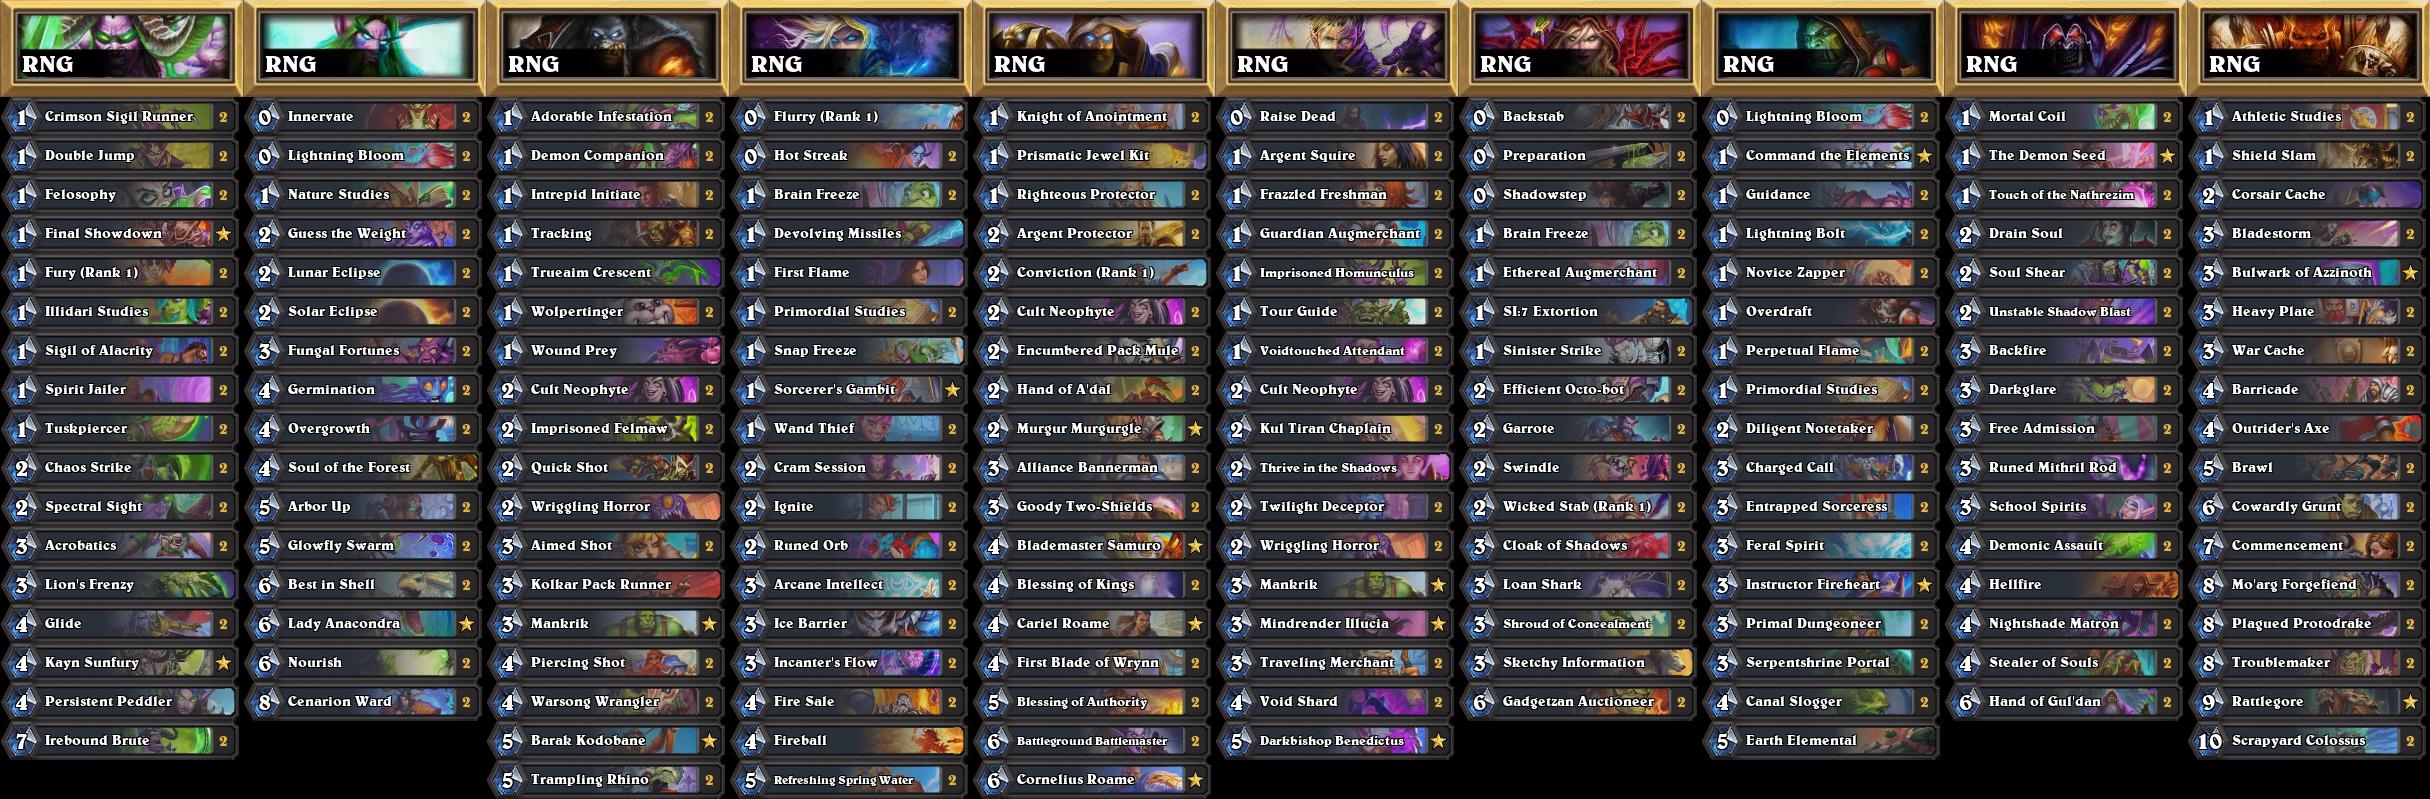 RNG
1 Crimson Sigil Runner 2
1 Double Jump 2
1 Felosophy 2
1 Final Showdown
1 Fury (Rank 1) 2
1 Illidari Studies 2
1 Sigil of Alacrity 2
1 Spirit Jailer 2
1 Tuskpiercer 2
2 Chaos Strike 2
2 Spectral Sight 2
3 Acrobatics 2
3 Lion's Frenzy
4 Glide 2
4 Kayn Sunfury
4 Persistent Peddler
7 Irebound Brute 2
RNG
0 Innervate 2
0 Lightning Bloom 2
1 Nature Studies 2
2 Guess the Weight 2
2 Lunar Eclipse 2
2 Solar Eclipse 2
3 Fungal Fortunes 2
4 Germination 2
4 Overgrowth 2
4 Soul of the Forest
5 Arbor Up 2
5 Glowfly Swarm 2
6 Best in Shell 2
6 Lady Anacondra
6 Nourish 2
8 Cenarion Ward 2
RNG
1 Adorable Infestation 2
1 Demon Companion 2
1 Intrepid Initiate 2
1 Tracking 2
1 Trueaim Crescent
1 Wolpertinger 2
1 Wound Prey
2 Cult Neophyte 2
2 Imprisoned Felmaw 2
2 Quick Shot 2
2 Wriggling Horror
3 Aimed Shot 2
3 Kolkar Pack Runner
3 Mankrik
4 Piercing Shot 2
4 Warsong Wrangler 2
5 Barak Kodobane
5 Trampling Rhino 2
RNG
0 Flurry (Rank 1)
0 Hot Streak 2
1 Brain Freeze 2
1 Devolving Missiles
1 First Flame
1 Primordial Studies 2
1 Snap Freeze
1 Sorcerer's Gambit
1 Wand Thief 2
2 Cram Session 2
2 Ignite 2
2 Runed Orb 2
3 Arcane Intellect 2
3 Ice Barrier 2
3 Incanter's Flow 2
4 Fire Sale 2
4 Fireball
5 Refreshing Spring Water 2
RNG
1 Knight of Anointment 2
1 Prismatic Jewel Kit
1 Righteous Protector 2
2 Argent Protector 2
2 Conviction (Rank 1)
2 Cult Neophyte 2
2 Encumbered Pack Mule 2
2 Hand of A'dal 2
2 Murgur Murgurgle
3 Alliance Bannerman 2
3 Goody Two-Shields 2
4 Blademaster Samuro
4 Blessing of Kings 2
4 Cariel Roame
4 First Blade of Wrynn 2
5 Blessing of Authority 2
6 Battleground Battlemaster 2
6 Cornelius Roame
RNG
0 Raise Dead 2
1 Argent Squire 2
1 Frazzled Freshman 2
1 Guardian Augmerchant 2
1 Imprisoned Homunculus 2
1 Tour Guide 2
1 Voidtouched Attendant 2
2 Cult Neophyte 2
2 Kul Tiran Chaplain 2
2 Thrive in the Shadows
2 Twilight Deceptor 2
2 Wriggling Horror 2
3 Mankrik
3 Mindrender Illucia
3 Traveling Merchant 2
4 Void Shard 2
5 Darkbishop Benedictus
RNG
0 Backstab 2
0 Preparation 2
0 Shadowstep 2
1 Brain Freeze 2
1 Ethereal Augmerchant 2
1 SI:7 Extortion
1 Sinister Strike 2
2 Efficient Octo-bot 2
2 Garrote 2
2 Swindle 2
2 Wicked Stab (Rank 1) 2
3 Cloak of Shadows 2
3 Loan Shark 2
3 Shroud of Concealment 2
3 Sketchy Information
6 Gadgetzan Auctioneer 2
RNG
0 Lightning Bloom 2
1 Command the Elements
1 Guidance 2
1 Lightning Bolt 2
1 Novice Zapper 2
1 Overdraft
1 Perpetual Flame 2
1 Primordial Studies 2
2 Diligent Notetaker 2
3 Charged Call 2
3 Entrapped Sorceress 2
3 Feral Spirit 2
3 Instructor Fireheart
3 Primal Dungeoneer 2
3 Serpentshrine Portal 2
4 Canal Slogger 2
5 Earth Elemental
RNG
1 Mortal Coil 2
1 The Demon Seed
1 Touch of the Nathrezim 2
2 Drain Soul 2
2 Soul Shear 2
2 Unstable Shadow Blast 2
3 Backfire 2
3 Darkglare 2
3 Free Admission 2
3 Runed Mithril Rod 2
3 School Spirits 2
4 Demonic Assault 2
4 Hellfire
4 Nightshade Matron 2
4 Stealer of Souls 2
6 Hand of Gul'dan 2
RNG
1 Athletic Studies 2
1 Shield Slam 2
2 Corsair Cache
3 Bladestorm 2
3 Bulwark of Azzinoth
3 Heavy Plate 2
3 War Cache 2
4 Barricade 2
4 Outrider's Axe
5 Brawl 2
6 Cowardly Grunt 2
7 Commencement 2
8 Mo'arg Forgefiend 2
8 Plagued Protodrake 2
8 Troublemaker 2
9 Rattlegore
10 Scrapyard Colossus 2